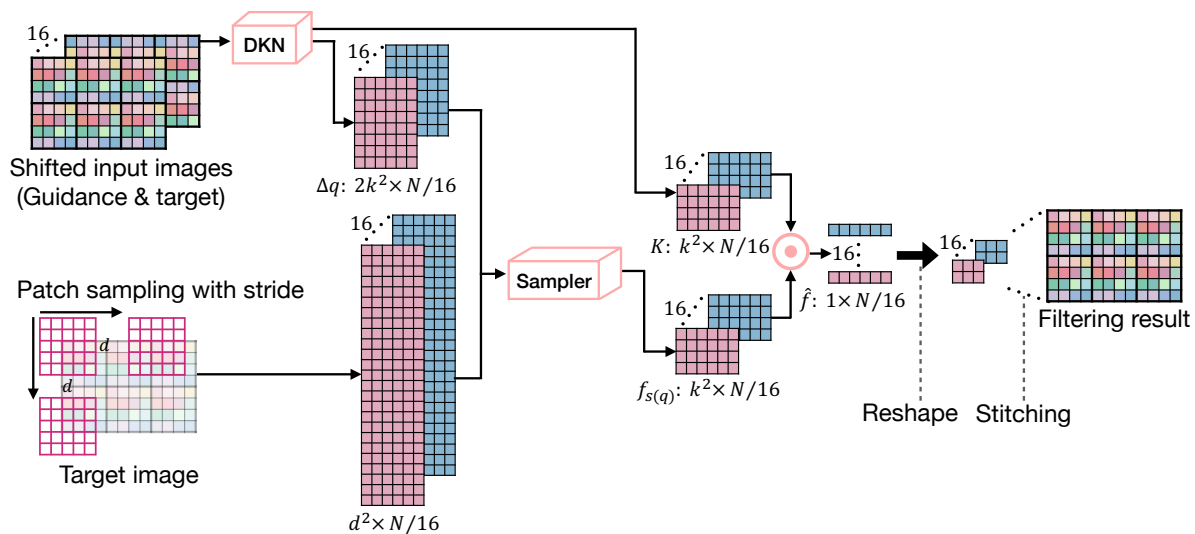 16
DKN
Shifted input images
(Guidance & target)
16
Δq: 2k²× N/16
16
d²× N/16
Patch sampling with stride
d
d
Target image
Sampler
16
K: k²× N/16
16
f_{s(q)}: k²× N/16
16
f̂: 1× N/16
16
Filtering result
Reshape
Stitching